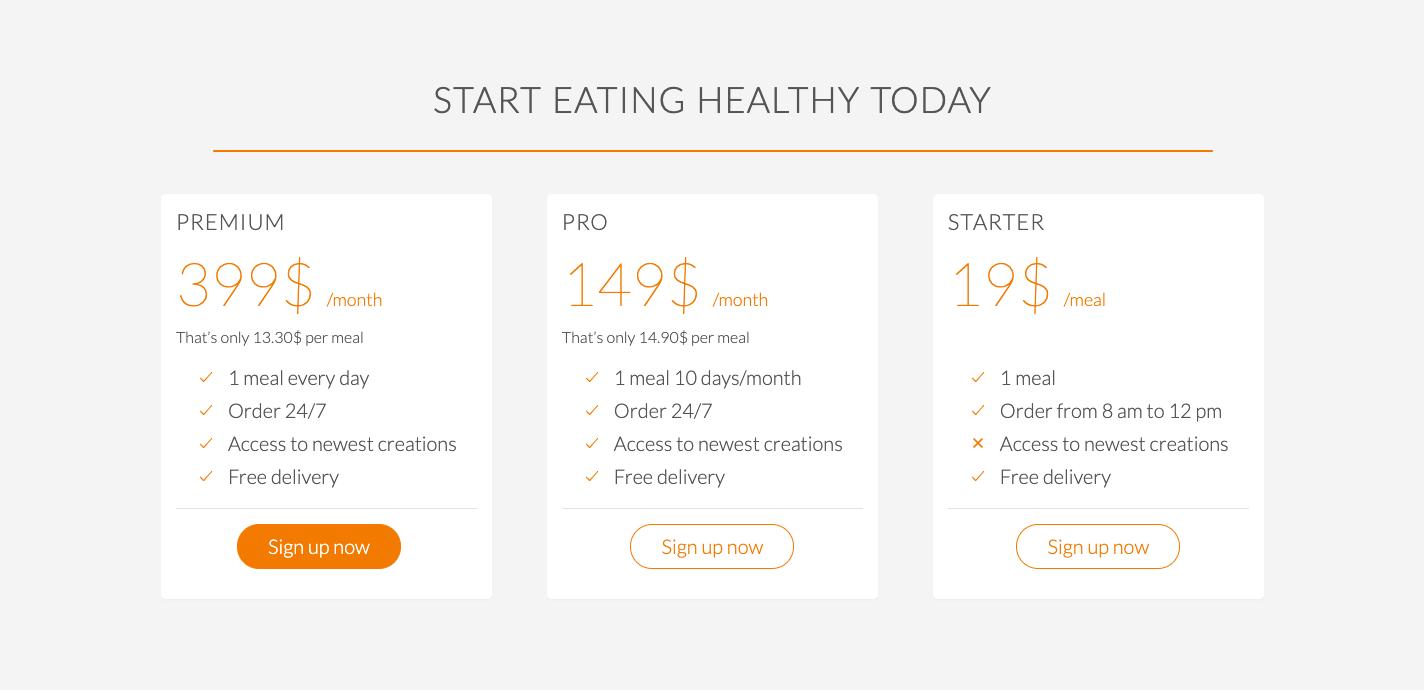 START EATING HEALTHY TODAY
PREMIUM
399$ /month
That's only 13.30$ per meal
1 meal every day
Order 24/7
Access to newest creations
Free delivery
Sign up now
PRO
149$ /month
That's only 14.90$ per meal
1 meal 10 days/month
Order 24/7
Access to newest creations
Free delivery
Sign up now
STARTER
19$ /meal
1 meal
Order from 8 am to 12 pm
Access to newest creations
Free delivery
Sign up now